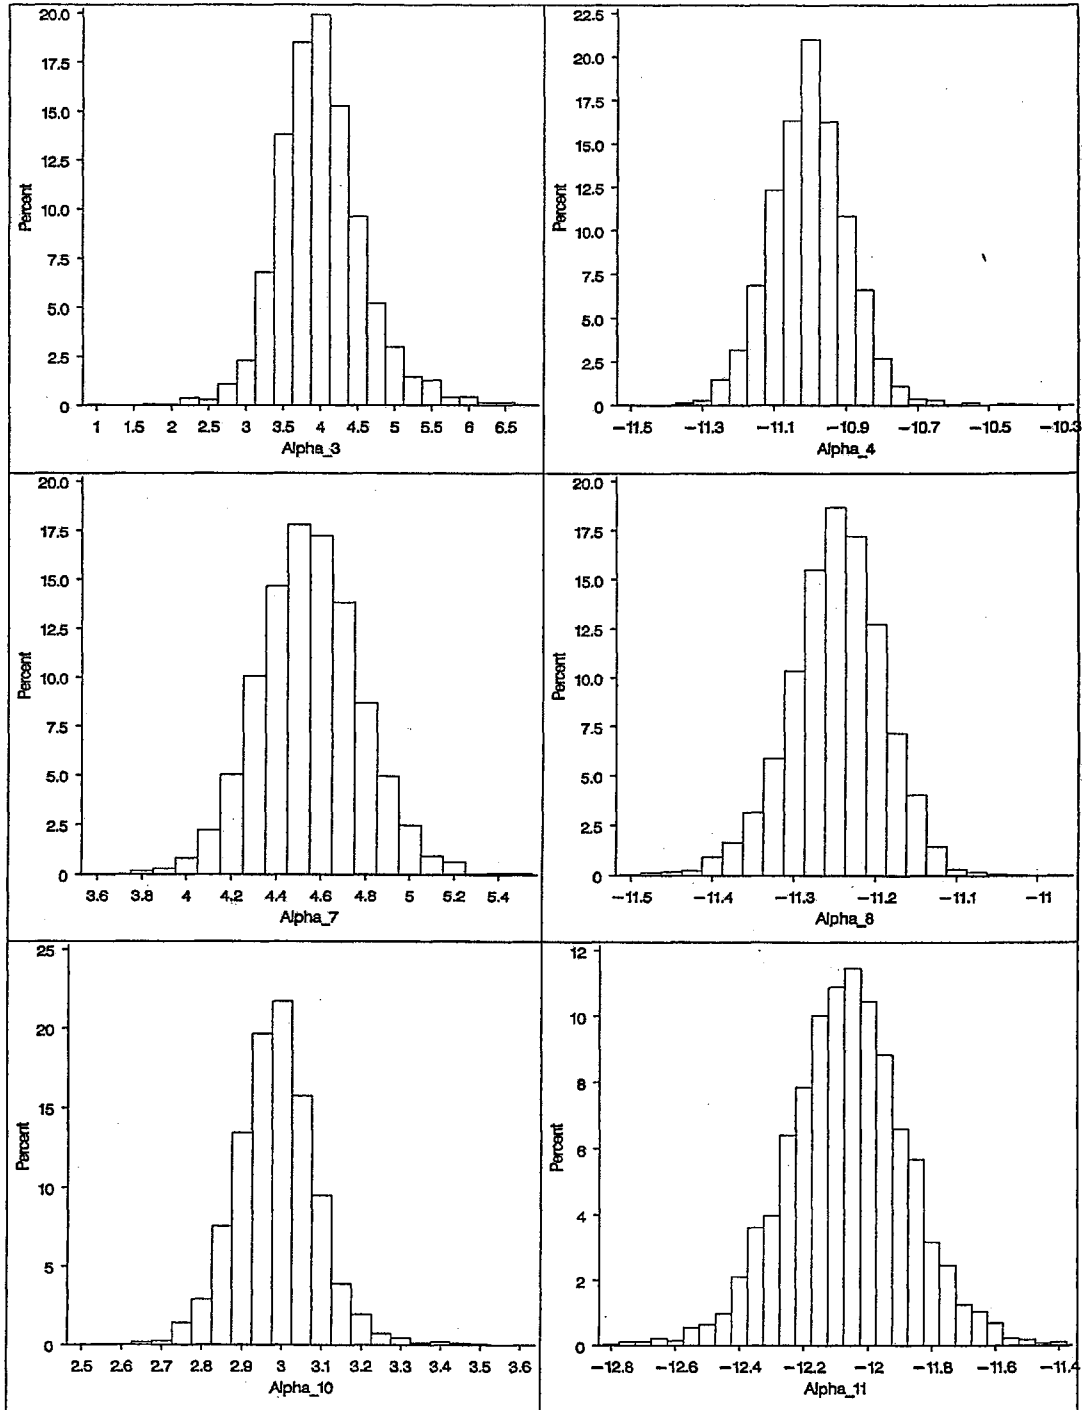 20.0
17.5
15.0
12.5
10.0
7.5
5.0
2.5
0
Percent
1 1.5 2 2.5 3 3.5 4 4.5 5 5.5 6 6.5
Alpha_3
22.5
20.0
17.5
15.0
12.5
10.0
7.5
5.0
2.5
0
Percent
−11.5 −11.3 −11.1 −10.9 −10.7 −10.5 −10.3
Alpha_4
20.0
17.5
15.0
12.5
10.0
7.5
5.0
2.5
0
Percent
3.6 3.8 4 4.2 4.4 4.6 4.8 5 5.2 5.4
Alpha_7
20.0
17.5
15.0
12.5
10.0
7.5
5.0
2.5
0
Percent
−11.5 −11.4 −11.3 −11.2 −11.1 −11
Alpha_8
25
20
15
10
5
0
Percent
2.5 2.6 2.7 2.8 2.9 3 3.1 3.2 3.3 3.4 3.5 3.6
Alpha_10
12
10
8
6
4
2
0
Percent
−12.8 −12.6 −12.4 −12.2 −12 −11.8 −11.6 −11.4
Alpha_11